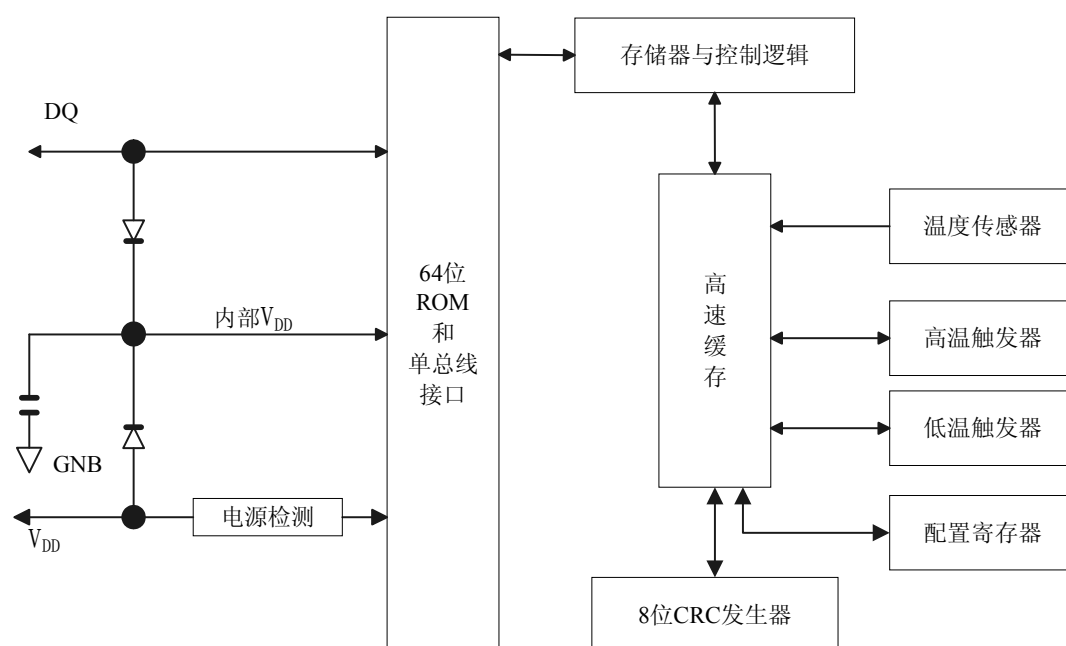 存储器与控制逻辑
DQ
温度传感器
64位
ROM
和
单总线
接口
高
速
缓
存
内部VDD
高温触发器
低温触发器
GNB
电源检测
VDD
配置寄存器
8位CRC发生器